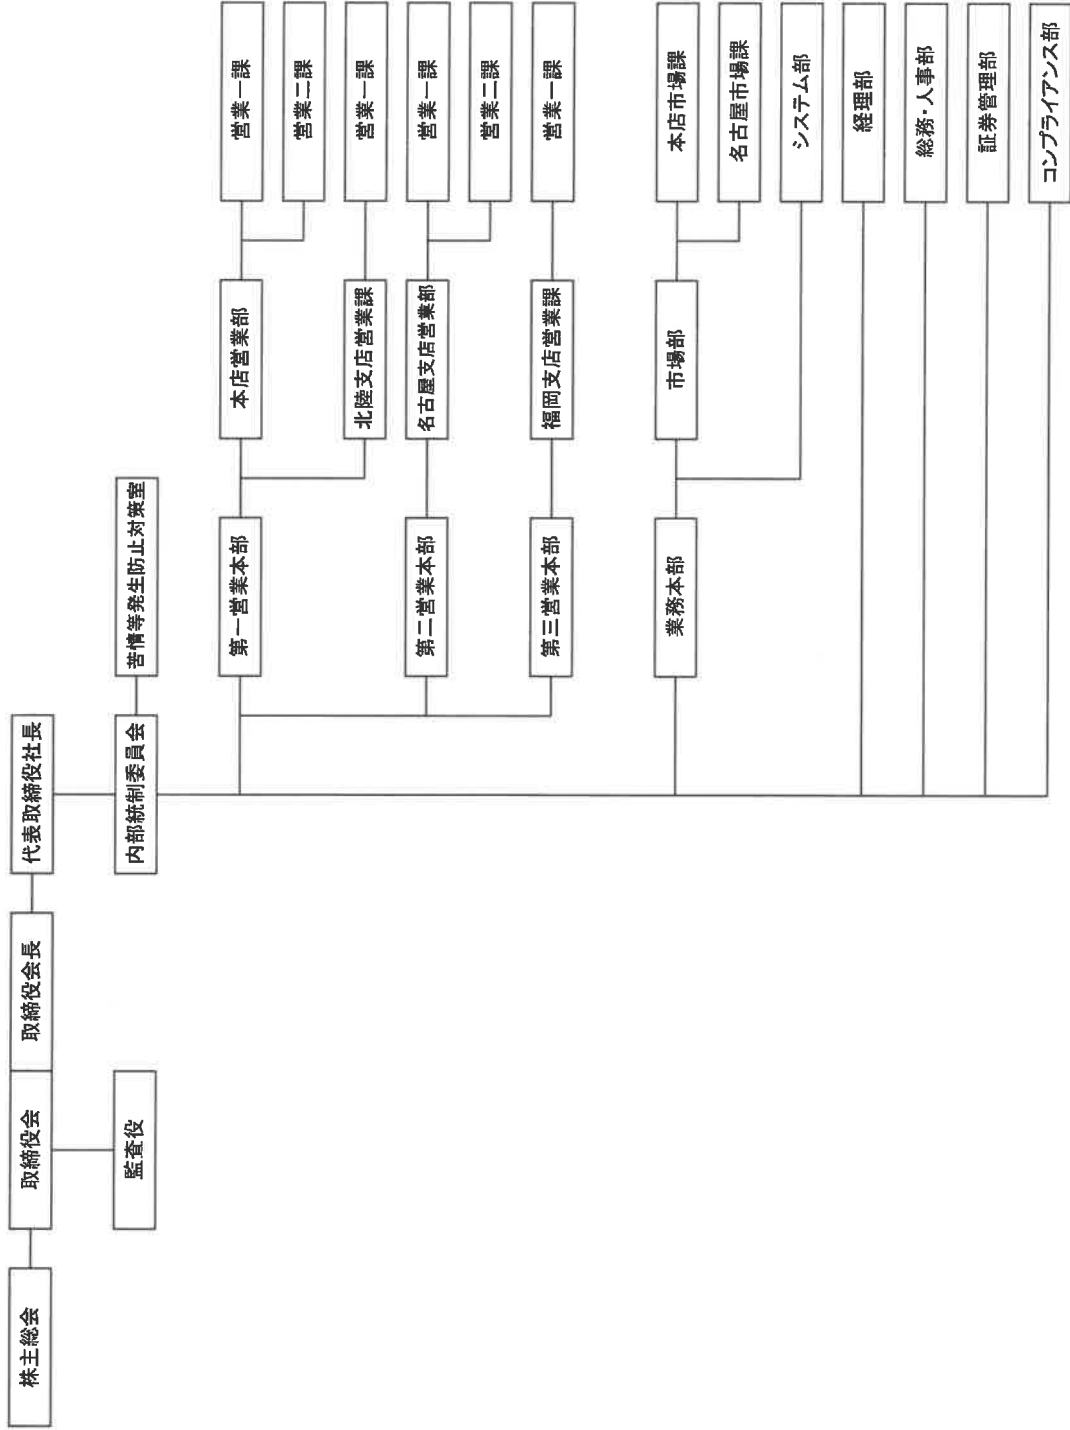 株主総会
取締役会
取締役会長
代表取締役社長
監査役
内部統制委員会
苦情等発生防止対策室
第一営業本部
本店営業部
営業一課
営業二課
北陸支店営業課
営業一課
第二営業本部
名古屋支店営業部
営業一課
営業二課
第三営業本部
福岡支店営業課
営業一課
業務本部
市場部
本店市場課
名古屋市場課
システム部
経理部
総務・人事部
証券管理部
コンプライアンス部